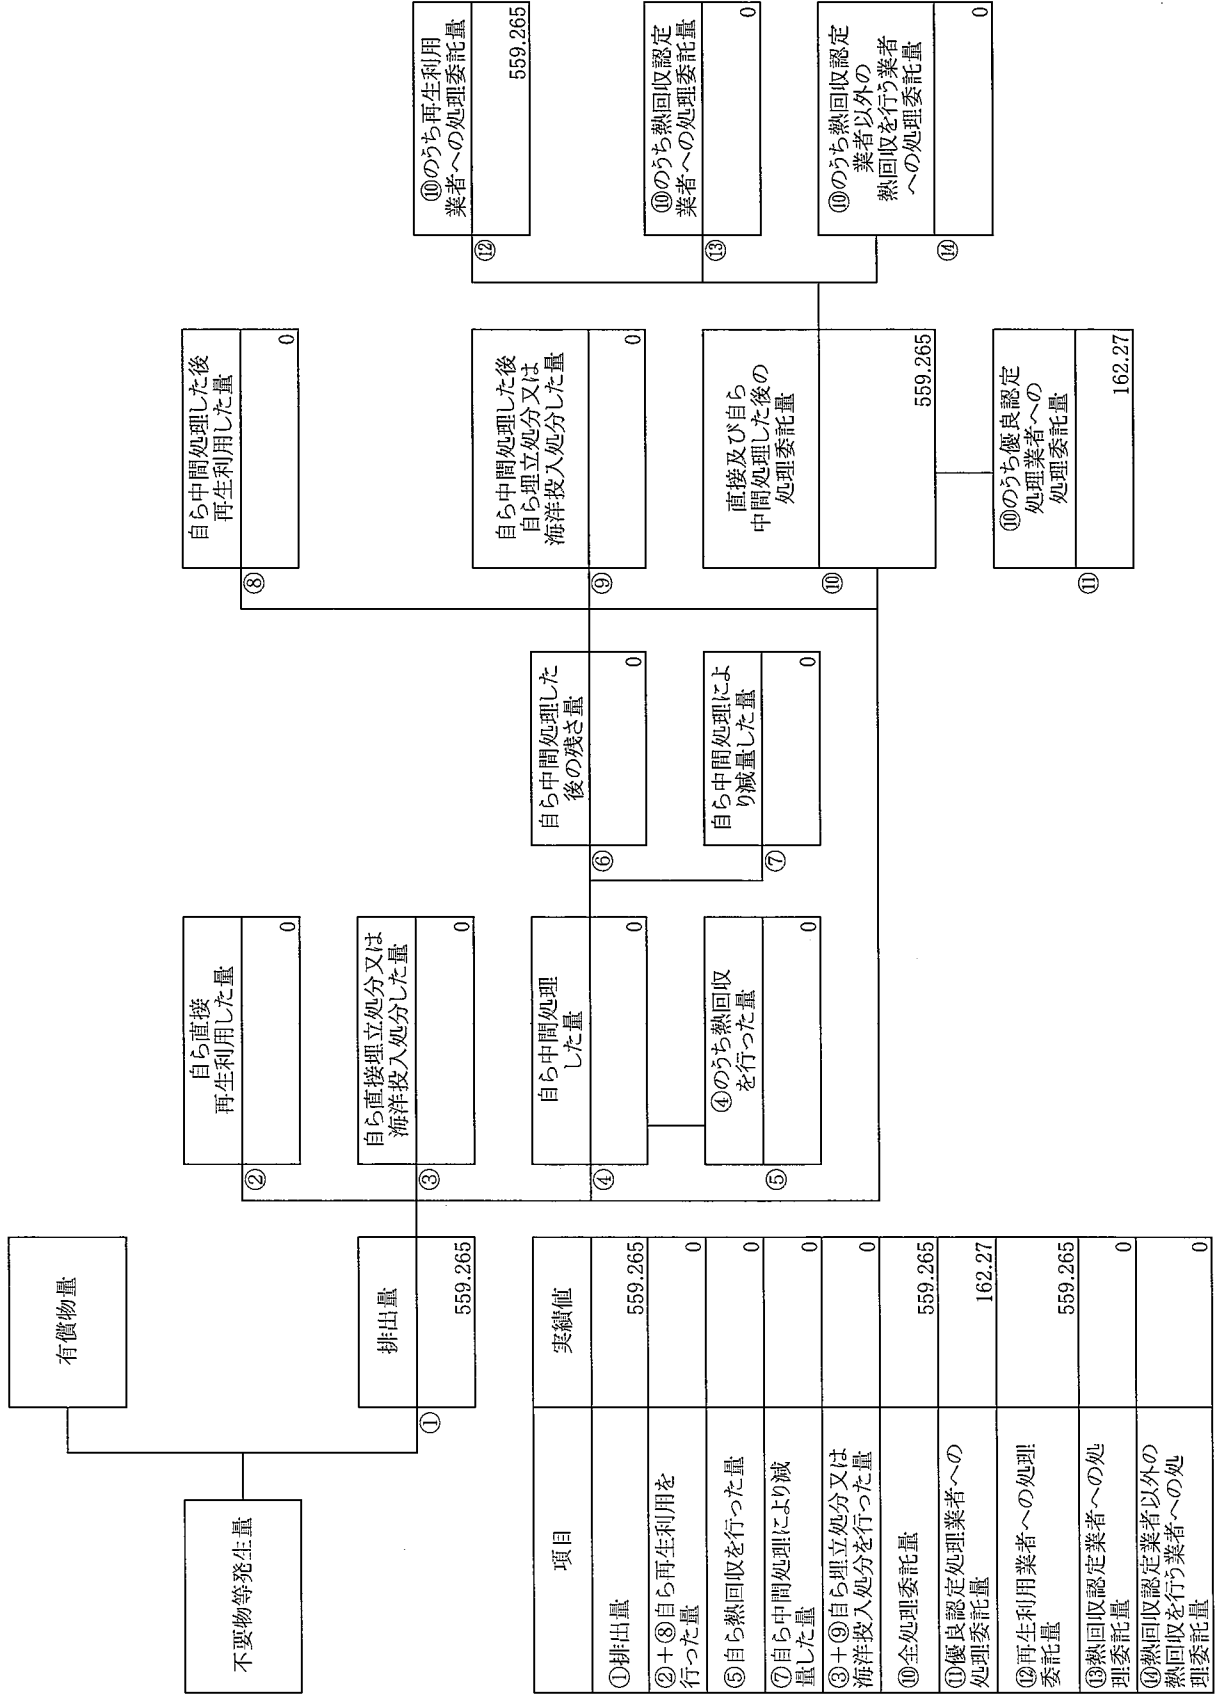 有償物量
不要物等発生量
排出量
①
559.265
自ら直接
再生利用した量
②
0
自ら直接埋立処分又は
海洋投入処分した量
③
0
自ら中間処理
した量
④
0
④のうち熱回収
を行った量
⑤
0
自ら中間処理した
後の残さ量
⑥
0
自ら中間処理によ
り減量した量
⑦
0
自ら中間処理した後
再生利用した量
⑧
0
自ら中間処理した後
自ら埋立処分又は
海洋投入処分した量
⑨
0
直接及び自ら
中間処理した後の
処理委託量
⑩
559.265
⑩のうち優良認定
処理業者への
処理委託量
⑪
162.27
⑩のうち再生利用
業者への処理委託量
⑫
559.265
⑩のうち熱回収認定
業者への処理委託量
⑬
0
⑩のうち熱回収認定
業者以外の
熱回収を行う業者
への処理委託量
⑭
0
項目 実績値
①排出量 559.265
②+⑧自ら再生利用を
行った量 0
⑤自ら熱回収を行った量 0
⑦自ら中間処理により減
量した量 0
③+⑨自ら埋立処分又は
海洋投入処分を行った量 0
⑩全処理委託量 559.265
⑪優良認定処理業者への
処理委託量 162.27
⑫再生利用業者への処理
委託量 559.265
⑬熱回収認定業者への処
理委託量 0
⑭熱回収認定業者以外の
熱回収を行う業者への処
理委託量 0